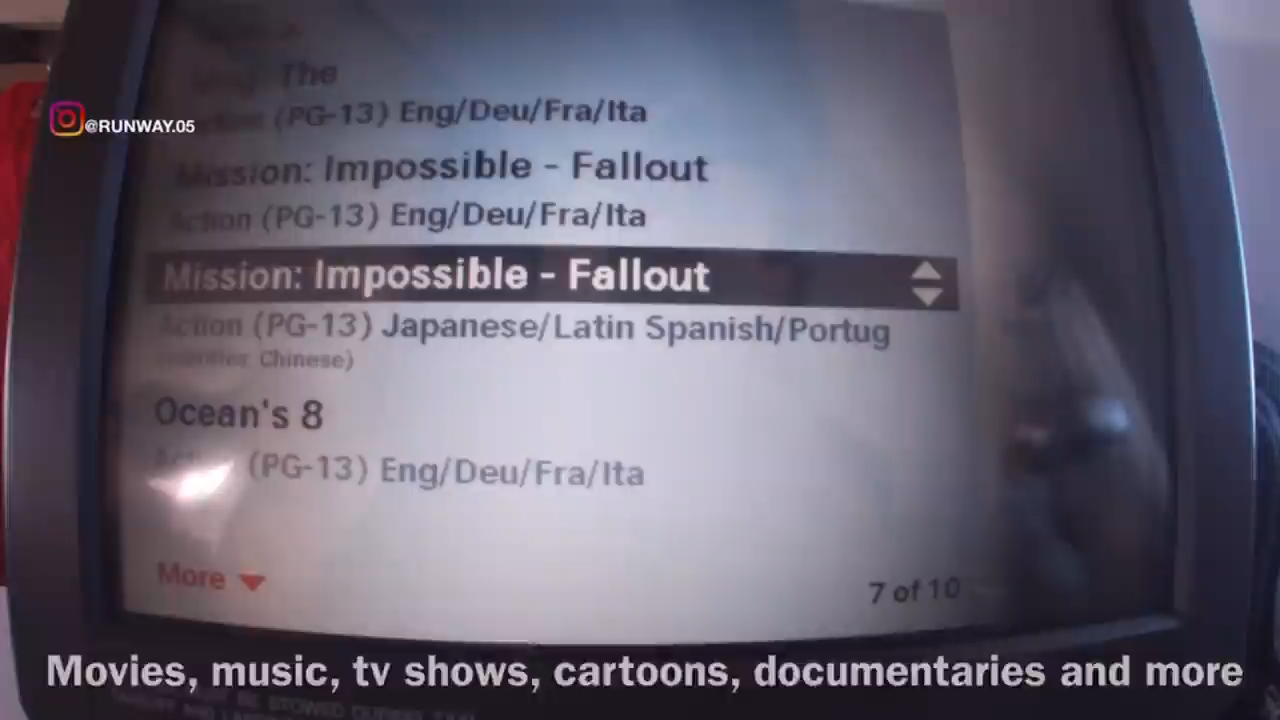 The
(PG-13) Eng/Deu/Fra/Ita
@RUNWAY.05
Mission: Impossible - Fallout
Action (PG-13) Eng/Deu/Fra/Ita
Mission: Impossible - Fallout
Action (PG-13) Japanese/Latin Spanish/Portug
Chinese)
Ocean's 8
(PG-13) Eng/Deu/Fra/Ita
More
7 of 10
Movies, music, tv shows, cartoons, documentaries and more